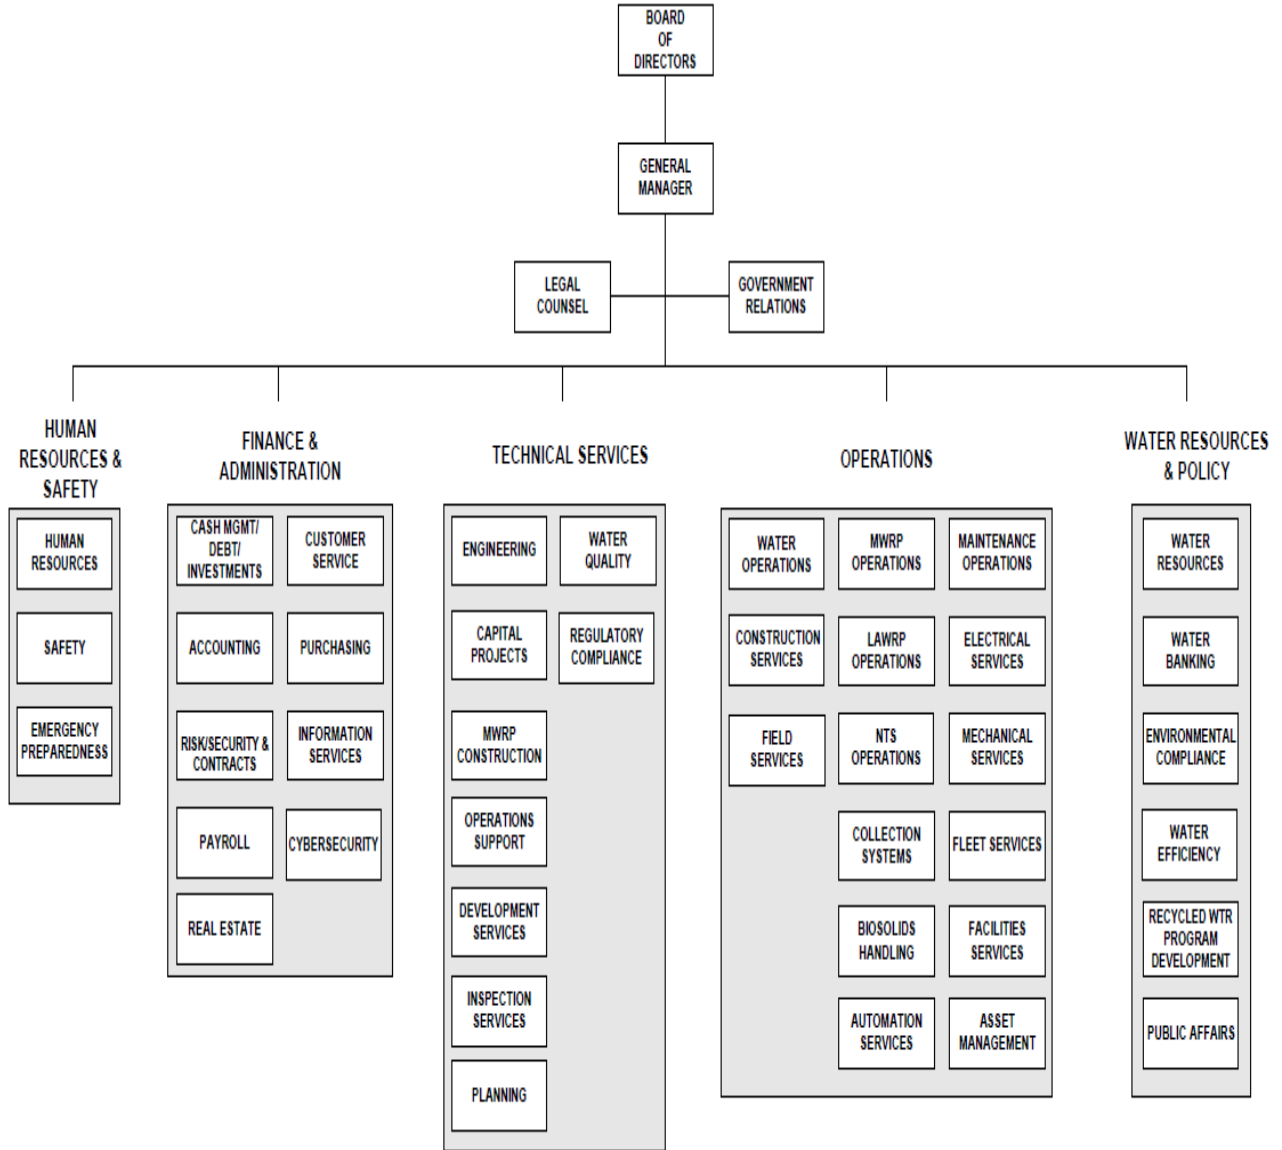 BOARD
OF
DIRECTORS
GENERAL
MANAGER
LEGAL
COUNSEL
GOVERNMENT
RELATIONS
HUMAN
RESOURCES &
SAFETY
HUMAN
RESOURCES
SAFETY
EMERGENCY
PREPAREDNESS
FINANCE &
ADMINISTRATION
CASH MGMT/
DEBT/
INVESTMENTS
CUSTOMER
SERVICE
ACCOUNTING
PURCHASING
RISK/SECURITY &
CONTRACTS
INFORMATION
SERVICES
PAYROLL
CYBERSECURITY
REAL ESTATE
TECHNICAL SERVICES
ENGINEERING
WATER
QUALITY
CAPITAL
PROJECTS
REGULATORY
COMPLIANCE
MWRP
CONSTRUCTION
OPERATIONS
SUPPORT
DEVELOPMENT
SERVICES
INSPECTION
SERVICES
PLANNING
OPERATIONS
WATER
OPERATIONS
MWRP
OPERATIONS
MAINTENANCE
OPERATIONS
CONSTRUCTION
SERVICES
LAWRP
OPERATIONS
ELECTRICAL
SERVICES
FIELD
SERVICES
NTS
OPERATIONS
MECHANICAL
SERVICES
COLLECTION
SYSTEMS
FLEET SERVICES
BIOSOLIDS
HANDLING
FACILITIES
SERVICES
AUTOMATION
SERVICES
ASSET
MANAGEMENT
WATER RESOURCES
& POLICY
WATER
RESOURCES
WATER
BANKING
ENVIRONMENTAL
COMPLIANCE
WATER
EFFICIENCY
RECYCLED WTR
PROGRAM
DEVELOPMENT
PUBLIC AFFAIRS